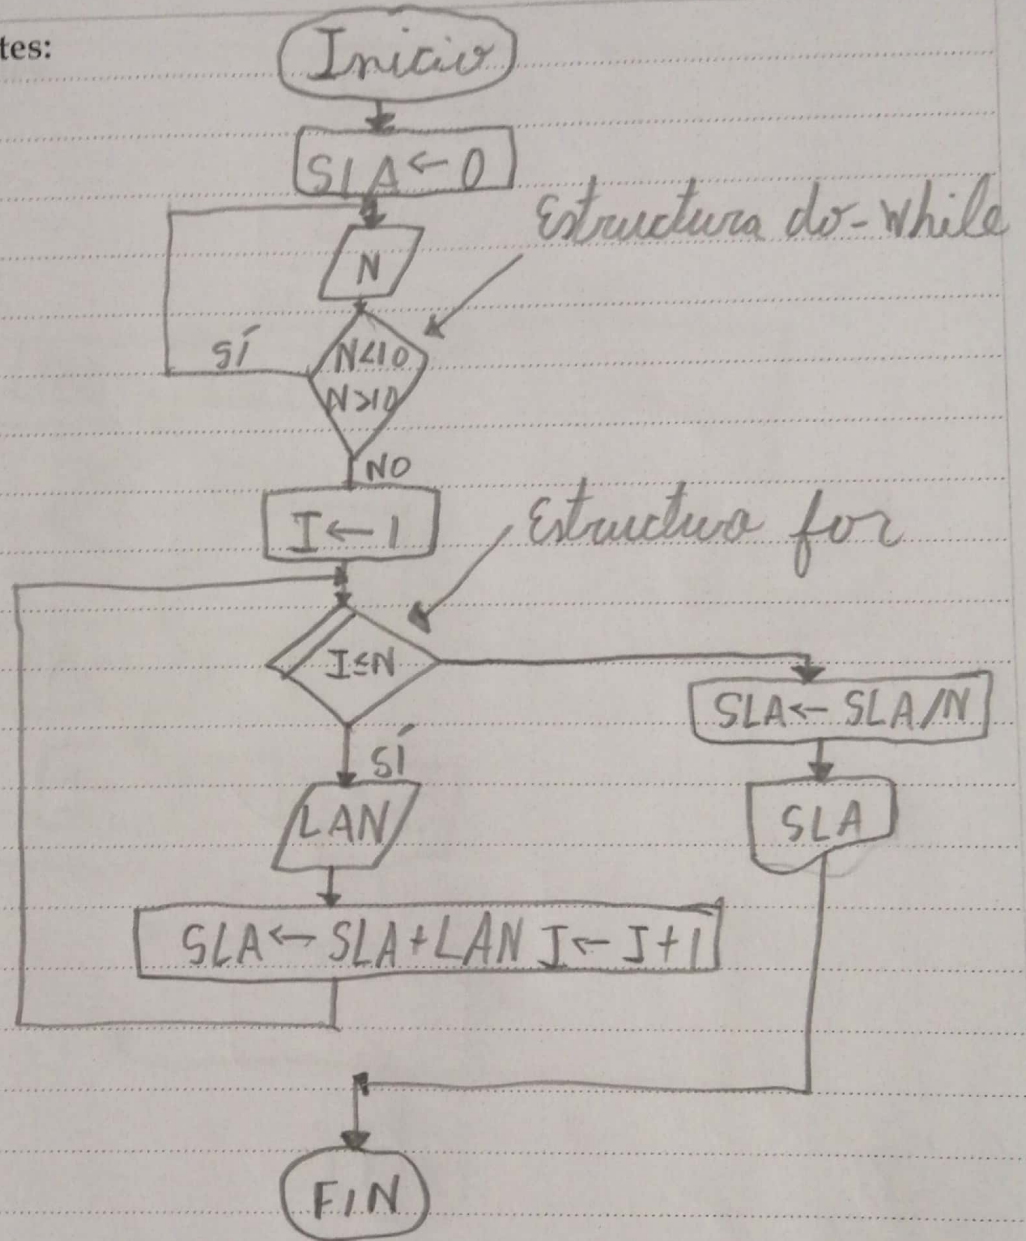 tes:
Inicio
SLA ← 0
Estructura do-while
N
SÍ
N<10
N>10
NO
I ← 1
Estructura for
I≤N
SLA ← SLA/N
SÍ
LAN
SLA
SLA ← SLA+LAN I ← I+1
FIN